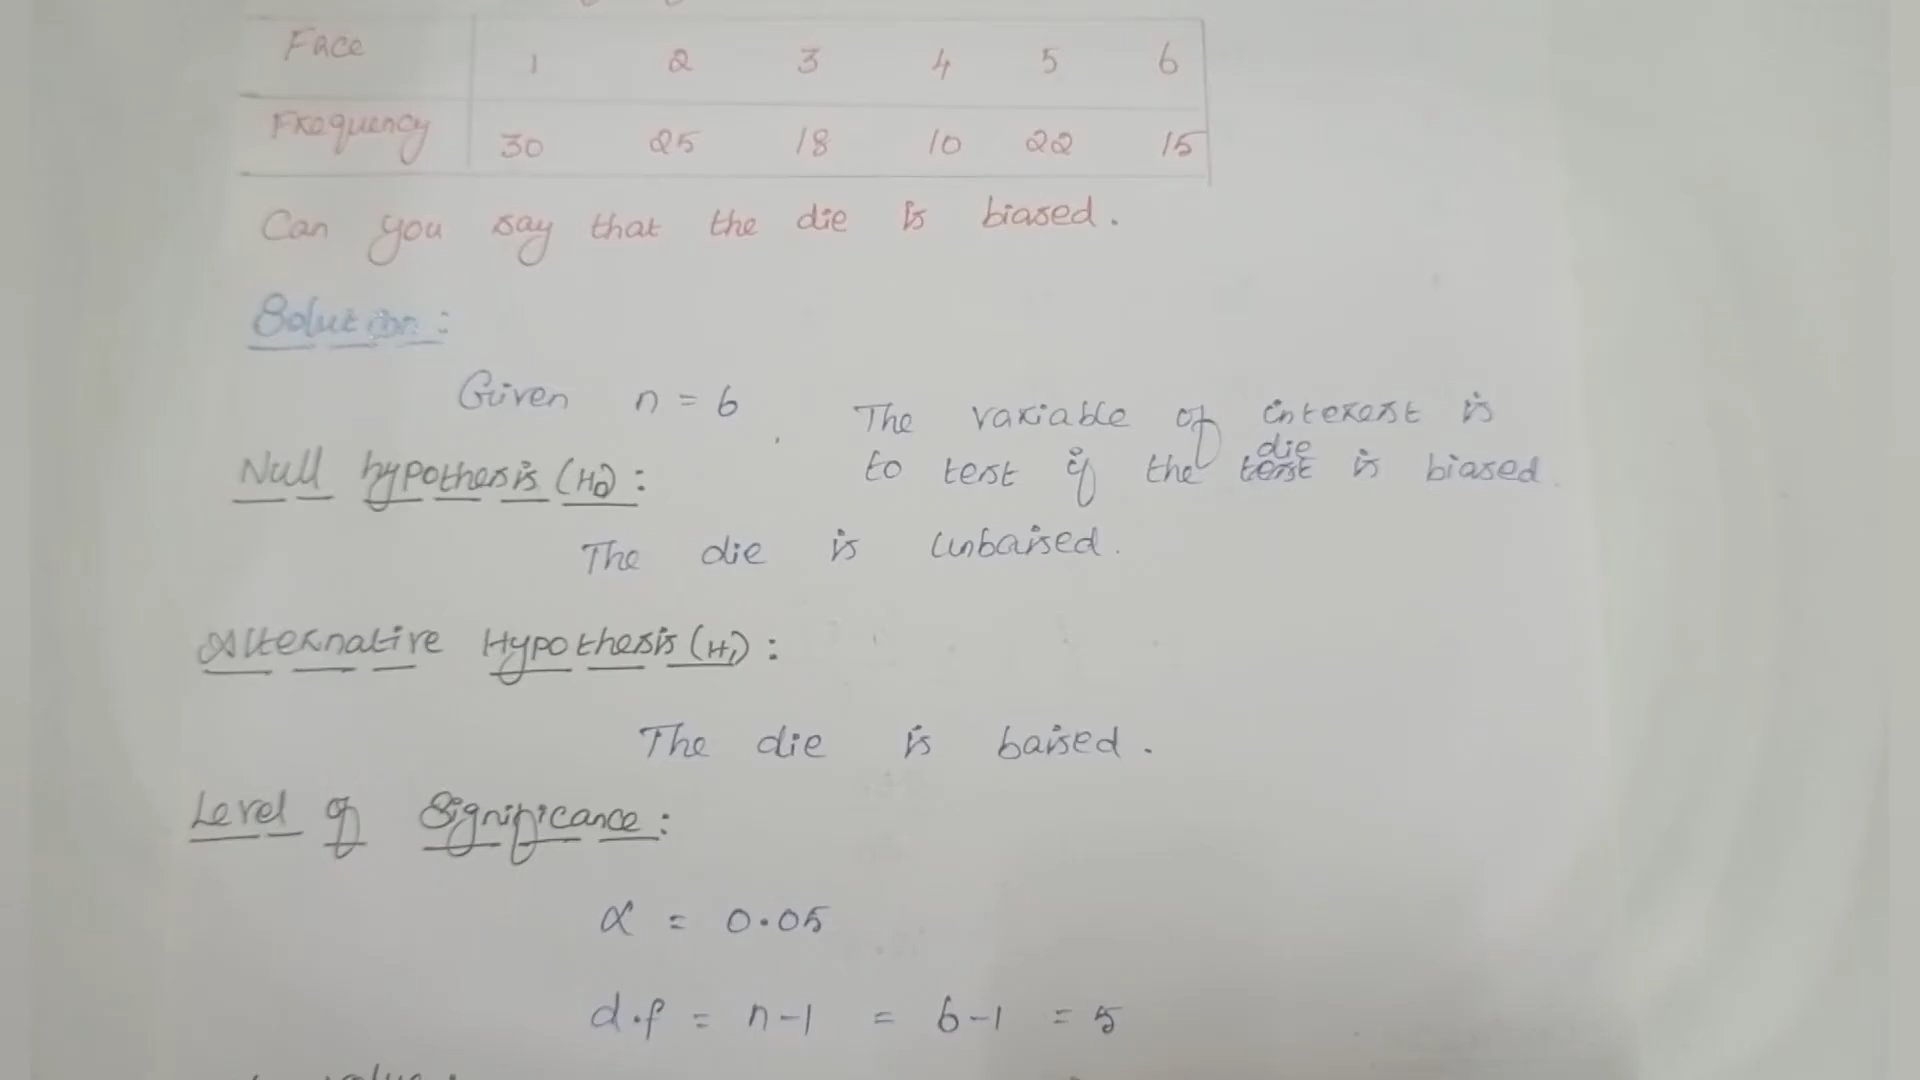 Face 1 2 3 4 5 6
Frequency 30 25 18 10 22 15
Can you say that the die is biased.
Solution:
Given n = 6
The variable of interest is
to test if the die test is biased.
Null hypothesis (H0):
The die is unbaised.
Alternative Hypothesis (H1):
The die is baised.
Level of Significance:
α = 0.05
d.f = n-1 = 6-1 = 5